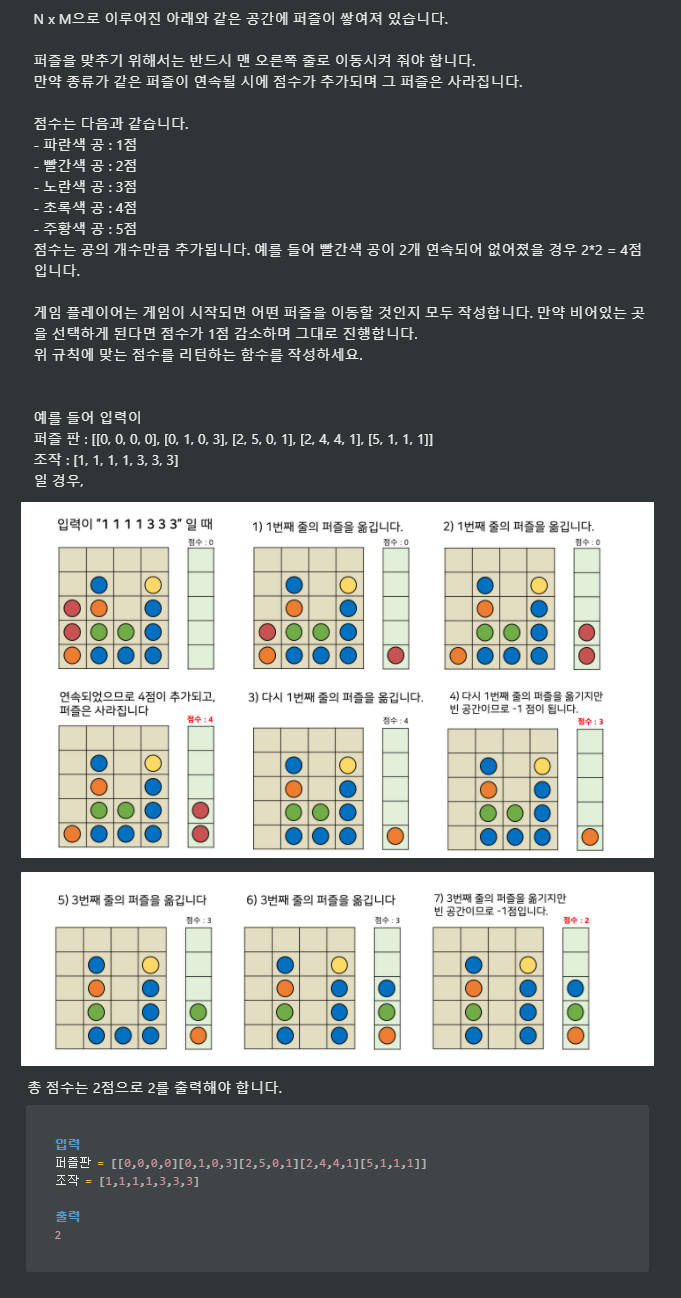 N x M으로 이루어진 아래와 같은 공간에 퍼즐이 쌓여져 있습니다.
퍼즐을 맞추기 위해서는 반드시 맨 오른쪽 줄로 이동시켜 줘야 합니다.
만약 종류가 같은 퍼즐이 연속될 시에 점수가 추가되며 그 퍼즐은 사라집니다.
점수는 다음과 같습니다.
- 파란색 공 : 1점
- 빨간색 공 : 2점
- 노란색 공 : 3점
- 초록색 공 : 4점
- 주황색 공 : 5점
점수는 공의 개수만큼 추가됩니다. 예를 들어 빨간색 공이 2개 연속되어 없어졌을 경우 2*2 = 4점
입니다.
게임 플레이어는 게임이 시작되면 어떤 퍼즐을 이동할 것인지 모두 작성합니다. 만약 비어있는 곳
을 선택하게 된다면 점수가 1점 감소하며 그대로 진행합니다.
위 규칙에 맞는 점수를 리턴하는 함수를 작성하세요.
예를 들어 입력이
퍼즐 판 : [[0, 0, 0, 0], [0, 1, 0, 3], [2, 5, 0, 1], [2, 4, 4, 1], [5, 1, 1, 1]]
조작 : [1, 1, 1, 1, 3, 3, 3]
일 경우,
입력이 "1 1 1 1 3 3 3" 일 때
점수 : 0
1) 1번째 줄의 퍼즐을 옮깁니다.
점수 : 0
2) 1번째 줄의 퍼즐을 옮깁니다.
점수 : 0
연속되었으므로 4점이 추가되고,
퍼즐은 사라집니다
점수 : 4
3) 다시 1번째 줄의 퍼즐을 옮깁니다.
점수 : 4
4) 다시 1번째 줄의 퍼즐을 옮기지만
빈 공간이므로 -1 점이 됩니다.
점수 : 3
5) 3번째 줄의 퍼즐을 옮깁니다
점수 : 3
6) 3번째 줄의 퍼즐을 옮깁니다
점수 : 3
7) 3번째 줄의 퍼즐을 옮기지만
빈 공간이므로 -1점입니다.
점수 : 2
총 점수는 2점으로 2를 출력해야 합니다.
입력
퍼즐판 = [[0,0,0,0][0,1,0,3][2,5,0,1][2,4,4,1][5,1,1,1]]
조작 = [1,1,1,1,3,3,3]
출력
2